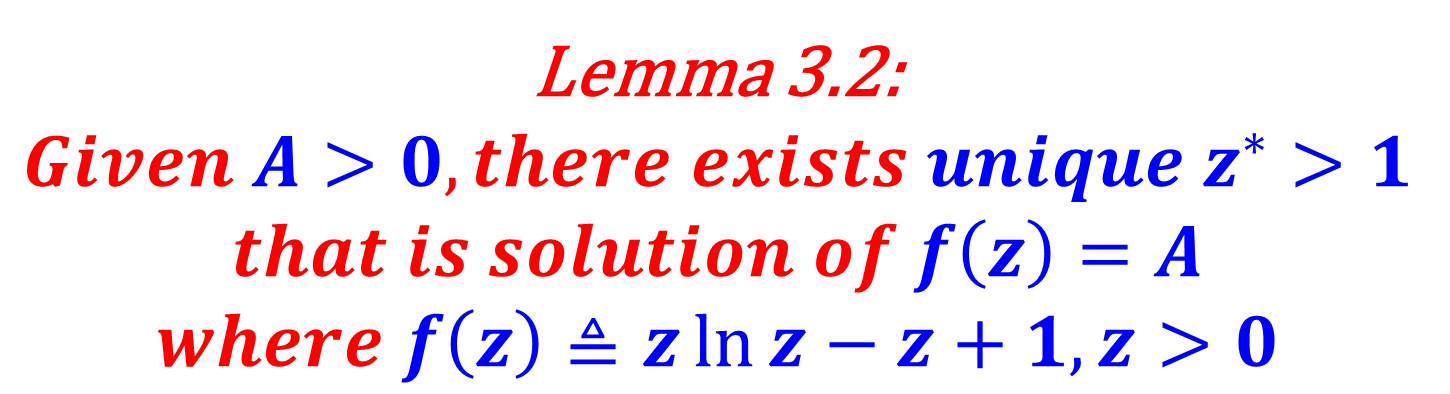 Lemma 3.2:
Given A > 0, there exists unique z* > 1
that is solution of f(z) = A
where f(z) ≜ z ln z − z + 1, z > 0